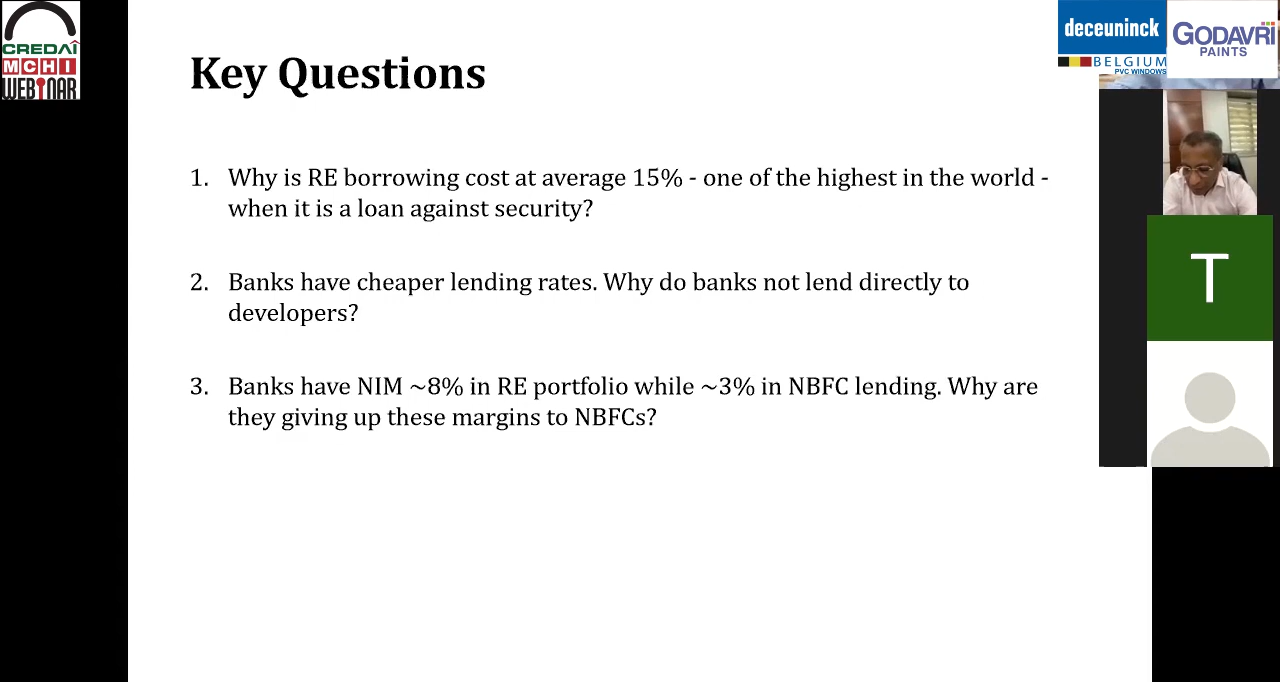 CREDAI
MCHI
WEBINAR
Key Questions
deceuninck
BELGIUM
PVC WINDOWS
GODAVRI
PAINTS
1. Why is RE borrowing cost at average 15% - one of the highest in the world -
when it is a loan against security?
2. Banks have cheaper lending rates. Why do banks not lend directly to
developers?
3. Banks have NIM ~8% in RE portfolio while ~3% in NBFC lending. Why are
they giving up these margins to NBFCs?
T